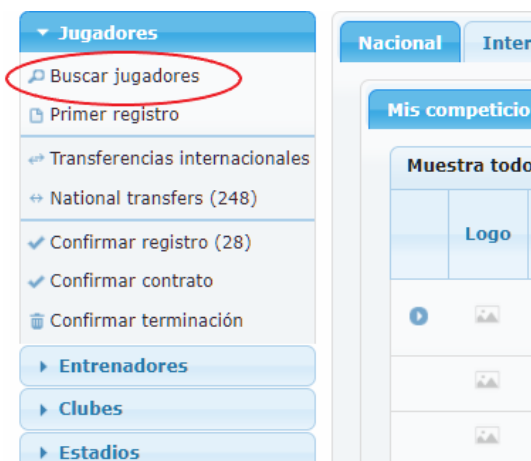 Jugadores
Buscar jugadores
Primer registro
Transferencias internacionales
National transfers (248)
Confirmar registro (28)
Confirmar contrato
Confirmar terminación
Entrenadores
Clubes
Estadios
Nacional
Inter
Mis competicio
Muestra todo
Logo